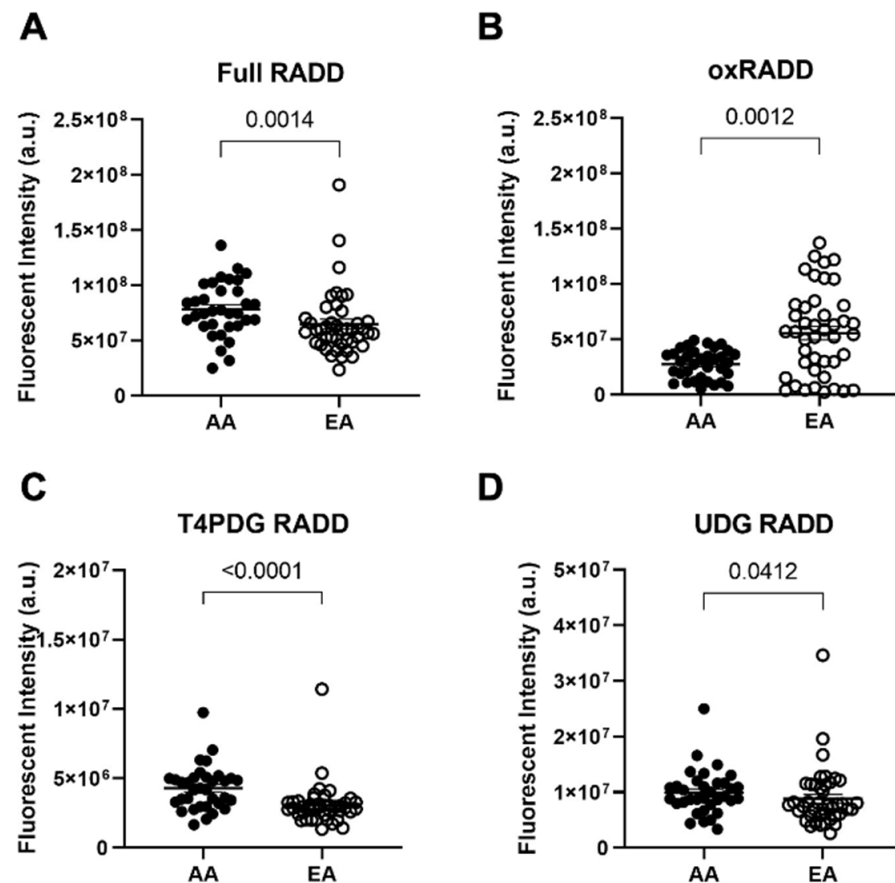 A
Full RADD
Fluorescent Intensity (a.u.)
2.5×10⁸
2×10⁸
1.5×10⁸
1×10⁸
5×10⁷
0
0.0014
AA
EA
B
oxRADD
Fluorescent Intensity (a.u.)
2.5×10⁸
2×10⁸
1.5×10⁸
1×10⁸
5×10⁷
0
0.0012
AA
EA
C
T4PDG RADD
Fluorescent Intensity (a.u.)
2×10⁷
1.5×10⁷
1×10⁷
5×10⁶
0
<0.0001
AA
EA
D
UDG RADD
Fluorescent Intensity (a.u.)
5×10⁷
4×10⁷
3×10⁷
2×10⁷
1×10⁷
0
0.0412
AA
EA